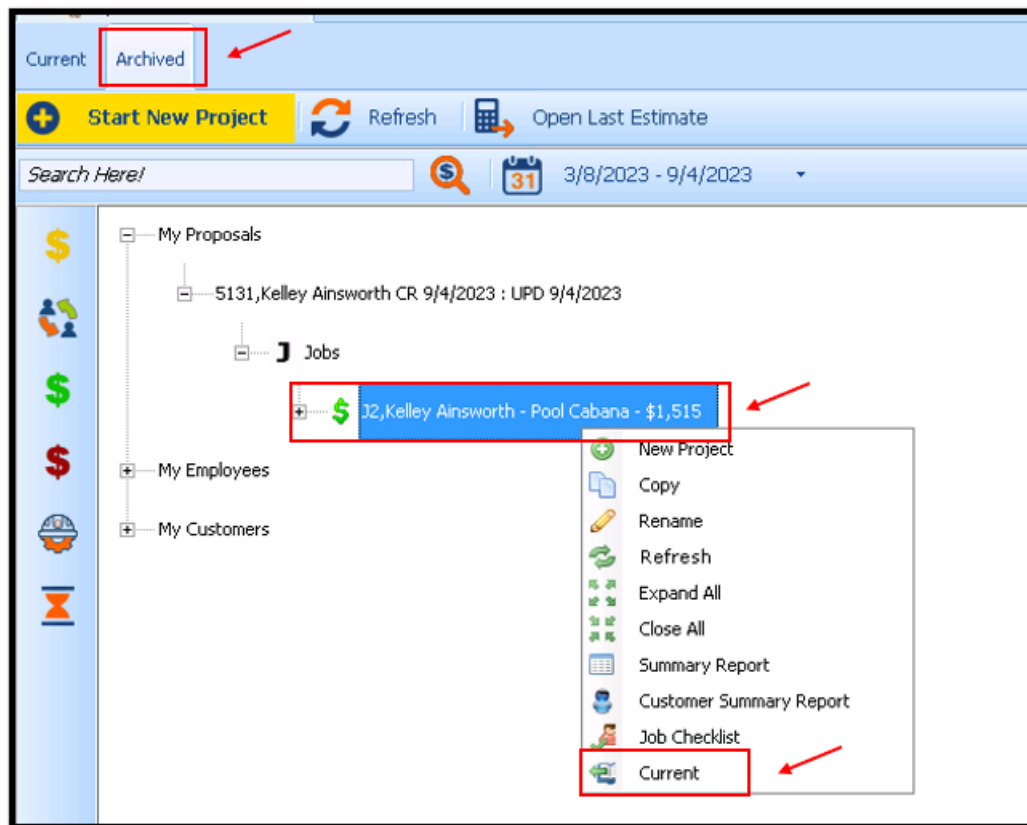 Current Archived
Start New Project Refresh Open Last Estimate
Search Here! 31 3/8/2023 - 9/4/2023
My Proposals
5131,Kelley Ainsworth CR 9/4/2023 : UPD 9/4/2023
J Jobs
J2,Kelley Ainsworth - Pool Cabana - $1,515
New Project
My Employees
Copy
Rename
My Customers
Refresh
Expand All
Close All
Summary Report
Customer Summary Report
Job Checklist
Current